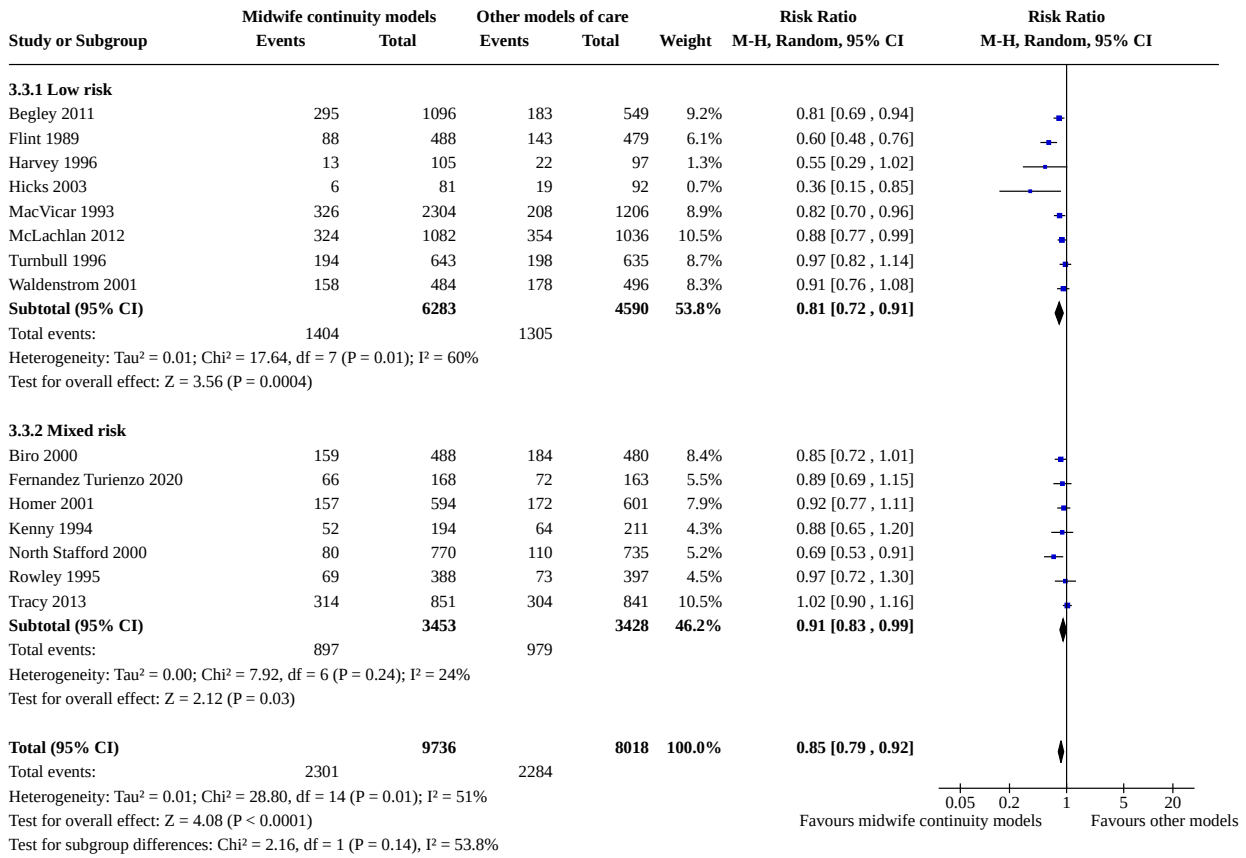 Midwife continuity models Other models of care Risk Ratio Risk Ratio
Study or Subgroup Events Total Events Total Weight M-H, Random, 95% CI M-H, Random, 95% CI
3.3.1 Low risk
Begley 2011 295 1096 183 549 9.2% 0.81 [0.69 , 0.94]
Flint 1989 88 488 143 479 6.1% 0.60 [0.48 , 0.76]
Harvey 1996 13 105 22 97 1.3% 0.55 [0.29 , 1.02]
Hicks 2003 6 81 19 92 0.7% 0.36 [0.15 , 0.85]
MacVicar 1993 326 2304 208 1206 8.9% 0.82 [0.70 , 0.96]
McLachlan 2012 324 1082 354 1036 10.5% 0.88 [0.77 , 0.99]
Turnbull 1996 194 643 198 635 8.7% 0.97 [0.82 , 1.14]
Waldenstrom 2001 158 484 178 496 8.3% 0.91 [0.76 , 1.08]
Subtotal (95% CI) 6283 4590 53.8% 0.81 [0.72 , 0.91]
Total events: 1404 1305
Heterogeneity: Tau² = 0.01; Chi² = 17.64, df = 7 (P = 0.01); I² = 60%
Test for overall effect: Z = 3.56 (P = 0.0004)
3.3.2 Mixed risk
Biro 2000 159 488 184 480 8.4% 0.85 [0.72 , 1.01]
Fernandez Turienzo 2020 66 168 72 163 5.5% 0.89 [0.69 , 1.15]
Homer 2001 157 594 172 601 7.9% 0.92 [0.77 , 1.11]
Kenny 1994 52 194 64 211 4.3% 0.88 [0.65 , 1.20]
North Stafford 2000 80 770 110 735 5.2% 0.69 [0.53 , 0.91]
Rowley 1995 69 388 73 397 4.5% 0.97 [0.72 , 1.30]
Tracy 2013 314 851 304 841 10.5% 1.02 [0.90 , 1.16]
Subtotal (95% CI) 3453 3428 46.2% 0.91 [0.83 , 0.99]
Total events: 897 979
Heterogeneity: Tau² = 0.00; Chi² = 7.92, df = 6 (P = 0.24); I² = 24%
Test for overall effect: Z = 2.12 (P = 0.03)
Total (95% CI) 9736 8018 100.0% 0.85 [0.79 , 0.92]
Total events: 2301 2284
Heterogeneity: Tau² = 0.01; Chi² = 28.80, df = 14 (P = 0.01); I² = 51%
0.05 0.2 1 5 20
Test for overall effect: Z = 4.08 (P < 0.0001) Favours midwife continuity models Favours other models
Test for subgroup differences: Chi² = 2.16, df = 1 (P = 0.14), I² = 53.8%